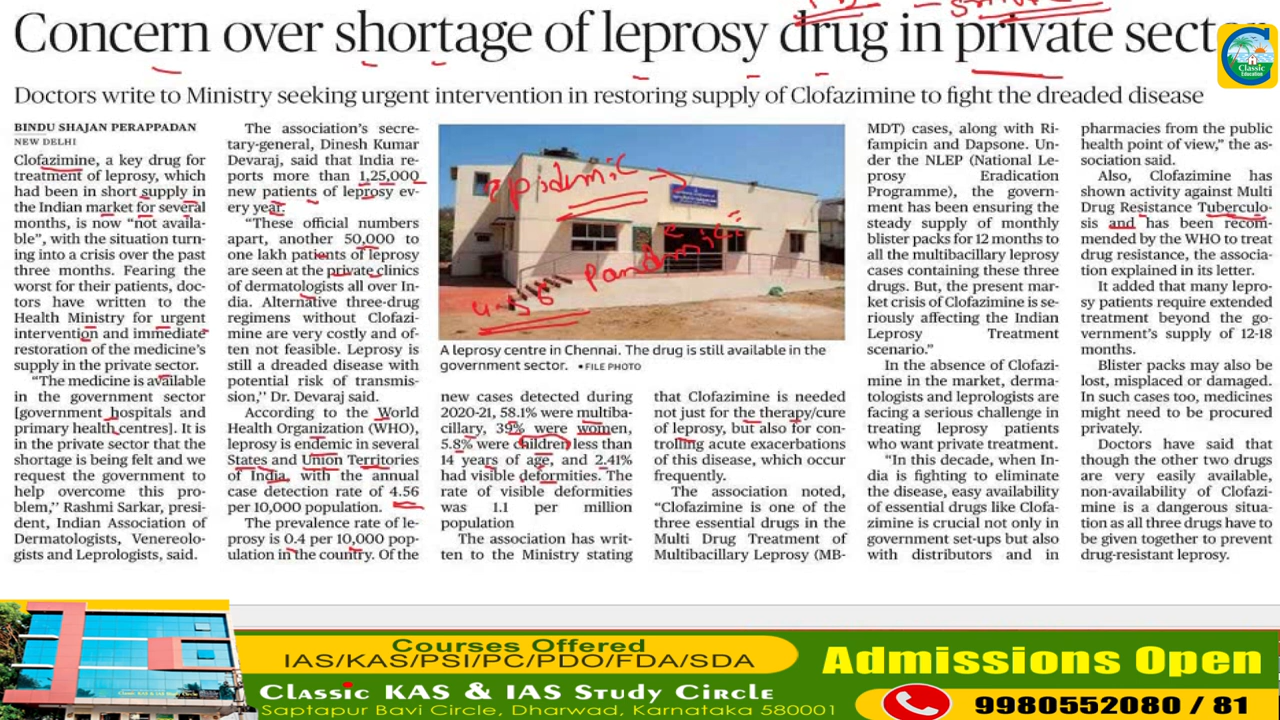 Concern over shortage of leprosy drug in private sector
Doctors write to Ministry seeking urgent intervention in restoring supply of Clofazimine to fight the dreaded disease
BINDU SHAJAN PERAPPADAN
NEW DELHI
Clofazimine, a key drug for
treatment of leprosy, which
had been in short supply in
the Indian market for several
months, is now “not availa-
ble”, with the situation turn-
ing into a crisis over the past
three months. Fearing the
worst for their patients, doc-
tors have written to the
Health Ministry for urgent
intervention and immediate
restoration of the medicine’s
supply in the private sector.
“The medicine is available
in the government sector
[government hospitals and
primary health centres]. It is
in the private sector that the
shortage is being felt and we
request the government to
help overcome this pro-
blem,’’ Rashmi Sarkar, presi-
dent, Indian Association of
Dermatologists, Venereolo-
gists and Leprologists, said.
The association’s secre-
tary-general, Dinesh Kumar
Devaraj, said that India re-
ports more than 1,25,000
new patients of leprosy ev-
ery year.
“These official numbers
apart, another 50,000 to
one lakh patients of leprosy
are seen at the private clinics
of dermatologists all over In-
dia. Alternative three-drug
regimens without Clofazi-
mine are very costly and of-
ten not feasible. Leprosy is
still a dreaded disease with
potential risk of transmis-
sion,’’ Dr. Devaraj said.
According to the World
Health Organization (WHO),
leprosy is endemic in several
States and Union Territories
of India, with the annual
case detection rate of 4.56
per 10,000 population.
The prevalence rate of le-
prosy is 0.4 per 10,000 pop-
ulation in the country. Of the
epidemic
Pandmic
A leprosy centre in Chennai. The drug is still available in the
government sector. •FILE PHOTO
new cases detected during
2020-21, 58.1% were multiba-
cillary, 39% were women,
5.8% were children less than
14 years of age, and 2.41%
had visible deformities. The
rate of visible deformities
was 1.1 per million
population
The association has writ-
ten to the Ministry stating
that Clofazimine is needed
not just for the therapy/cure
of leprosy, but also for con-
trolling acute exacerbations
of this disease, which occur
frequently.
The association noted,
“Clofazimine is one of the
three essential drugs in the
Multi Drug Treatment of
Multibacillary Leprosy (MB-
MDT) cases, along with Ri-
fampicin and Dapsone. Un-
der the NLEP (National Le-
prosy Eradication
Programme), the govern-
ment has been ensuring the
steady supply of monthly
blister packs for 12 months to
all the multibacillary leprosy
cases containing these three
drugs. But, the present mar-
ket crisis of Clofazimine is se-
riously affecting the Indian
Leprosy Treatment
scenario.”
In the absence of Clofazi-
mine in the market, derma-
tologists and leprologists are
facing a serious challenge in
treating leprosy patients
who want private treatment.
“In this decade, when In-
dia is fighting to eliminate
the disease, easy availability
of essential drugs like Clofa-
zimine is crucial not only in
government set-ups but also
with distributors and in
pharmacies from the public
health point of view,” the as-
sociation said.
Also, Clofazimine has
shown activity against Multi
Drug Resistance Tuberculo-
sis and has been recom-
mended by the WHO to treat
drug resistance, the associa-
tion explained in its letter.
It added that many lepro-
sy patients require extended
treatment beyond the go-
vernment’s supply of 12-18
months.
Blister packs may also be
lost, misplaced or damaged.
In such cases too, medicines
might need to be procured
privately.
Doctors have said that
though the other two drugs
are very easily available,
non-availability of Clofazi-
mine is a dangerous situa-
tion as all three drugs have to
be given together to prevent
drug-resistant leprosy.
Classic
Education
Courses Offered
IAS/KAS/PSI/PC/PDO/FDA/SDA
Classic KAS & IAS Study Circle
Saptapur Bavi Circle, Dharwad, Karnataka 580001
Admissions Open
9980552080 / 81